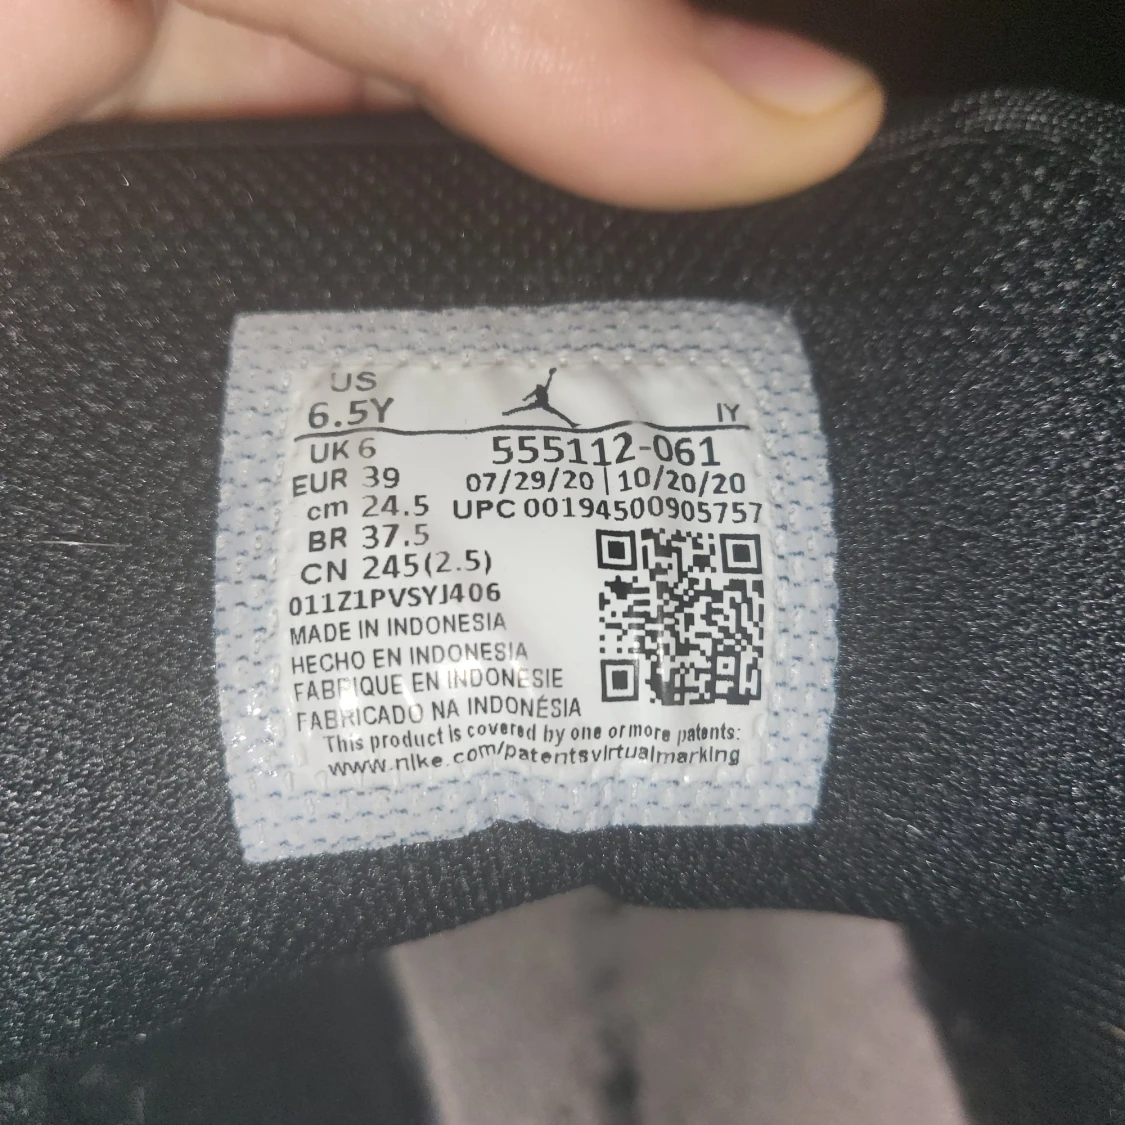 US
6.5Y IY
UK 6 555112-061
EUR 39 07/29/20 | 10/20/20
cm 24.5 UPC 00194500905757
BR 37.5
CN 245(2.5)
011Z1PVSYJ406
MADE IN INDONESIA
HECHO EN INDONESIA
FABRIQUE EN INDONESIE
FABRICADO NA INDONÉSIA
This product is covered by one or more patents:
www.nike.com/patentsvirtualmarking